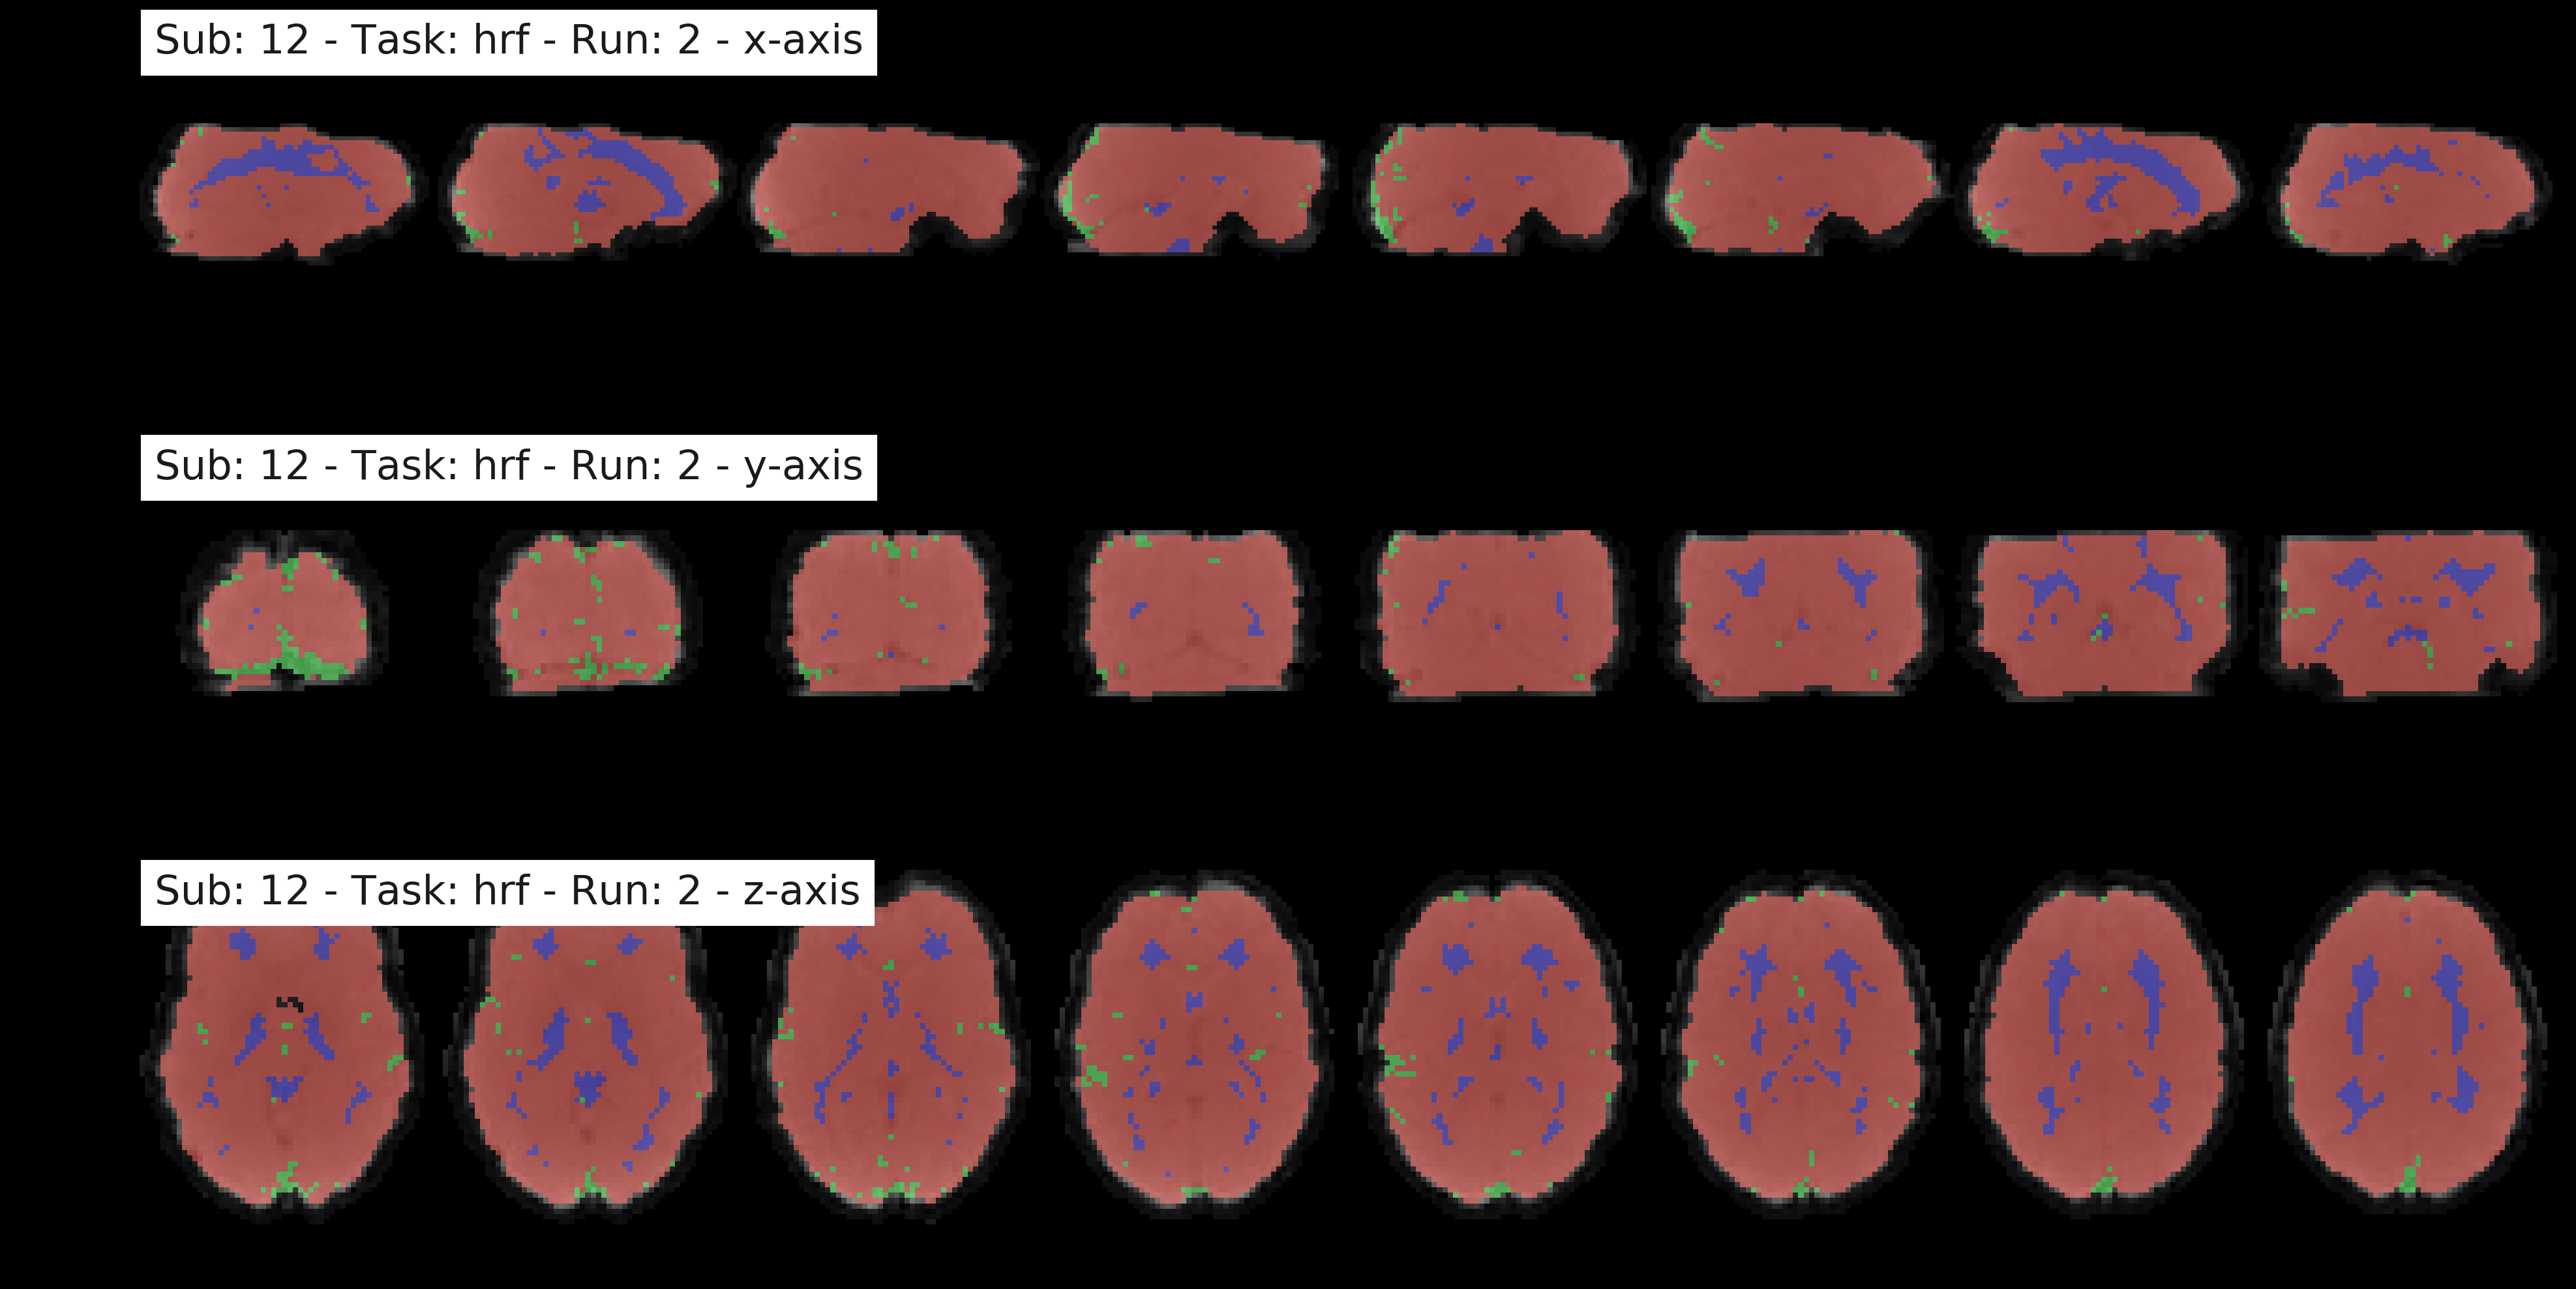 Sub: 12 - Task: hrf - Run: 2 - x-axis
Sub: 12 - Task: hrf - Run: 2 - y-axis
Sub: 12 - Task: hrf - Run: 2 - z-axis